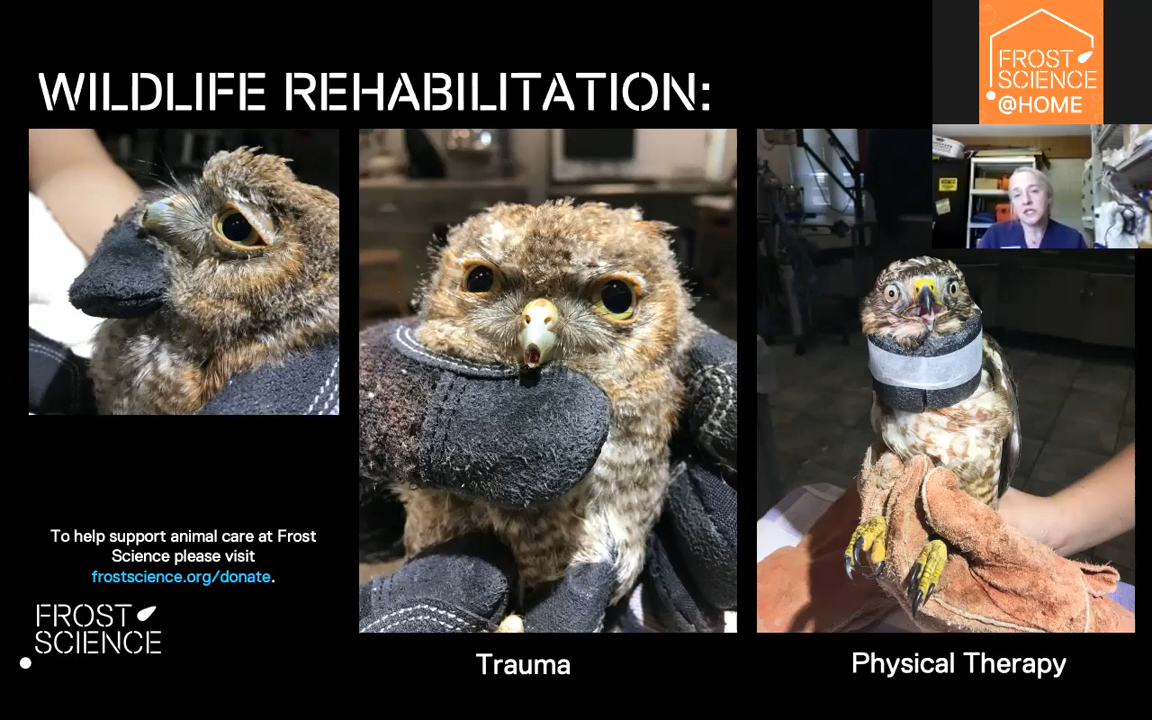 WILDLIFE REHABILITATION:
FROST
SCIENCE
@HOME
To help support animal care at Frost
Science please visit
frostscience.org/donate.
FROST
SCIENCE
Trauma
Physical Therapy